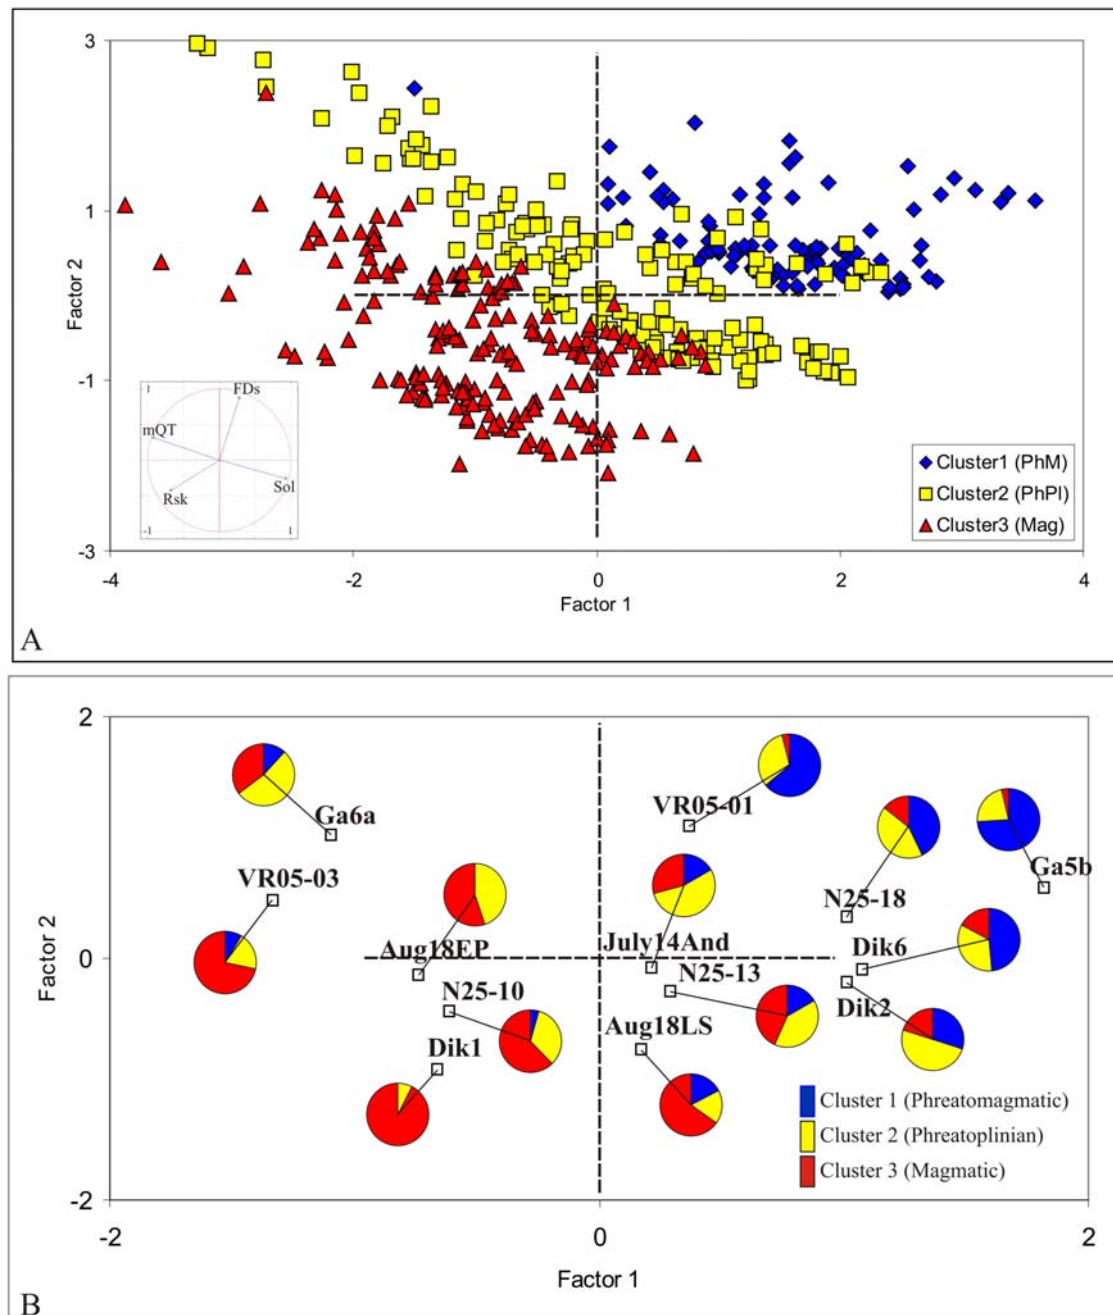 3
1
-1
-3
Factor 2
-4
-2
0
2
4
Factor 1
1
FDs
mQT
Rsk
Sol
-1
1
Cluster1 (PhM)
Cluster2 (PhPl)
Cluster3 (Mag)
A
2
0
-2
Factor 2
Ga6a
VR05-03
VR05-01
N25-18
Ga5b
Aug18EP
July14And
Dik6
N25-10
N25-13
Dik2
Dik1
Aug18LS
Cluster 1 (Phreatomagmatic)
Cluster 2 (Phreatoplinian)
Cluster 3 (Magmatic)
-2
0
2
Factor 1
B